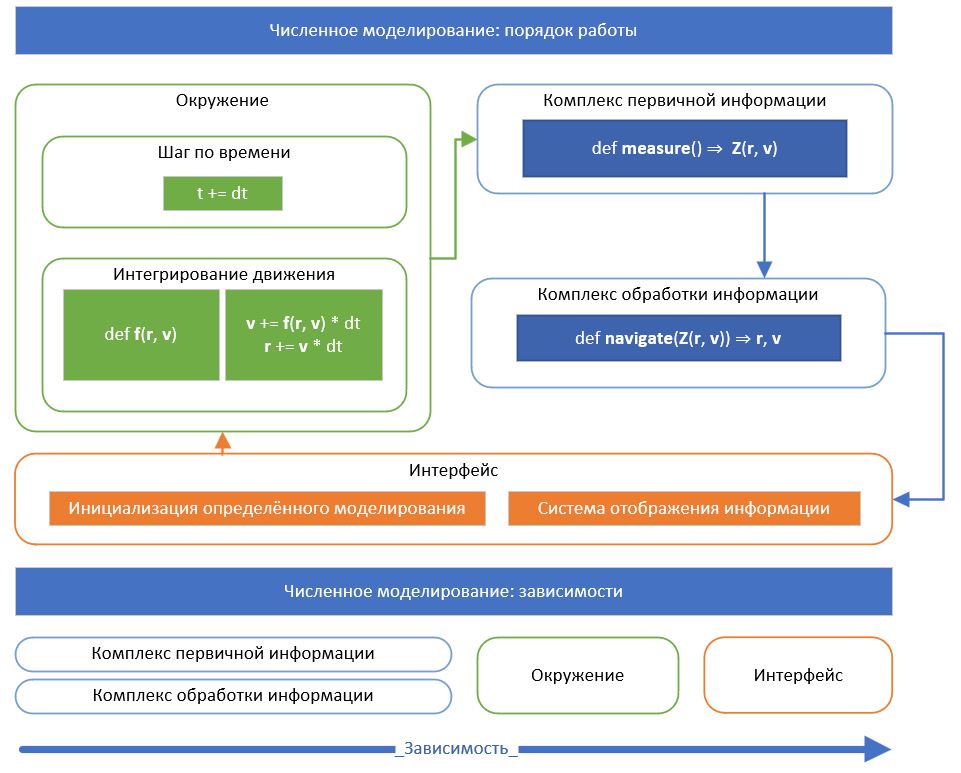 Численное моделирование: порядок работы
Окружение
Шаг по времени
t += dt
Интегрирование движения
def f(r, v)
v += f(r, v) * dt
r += v * dt
Комплекс первичной информации
def measure() ⇒ Z(r, v)
Комплекс обработки информации
def navigate(Z(r, v)) ⇒ r, v
Интерфейс
Инициализация определённого моделирования
Система отображения информации
Численное моделирование: зависимости
Комплекс первичной информации
Комплекс обработки информации
Окружение
Интерфейс
_Зависимость_